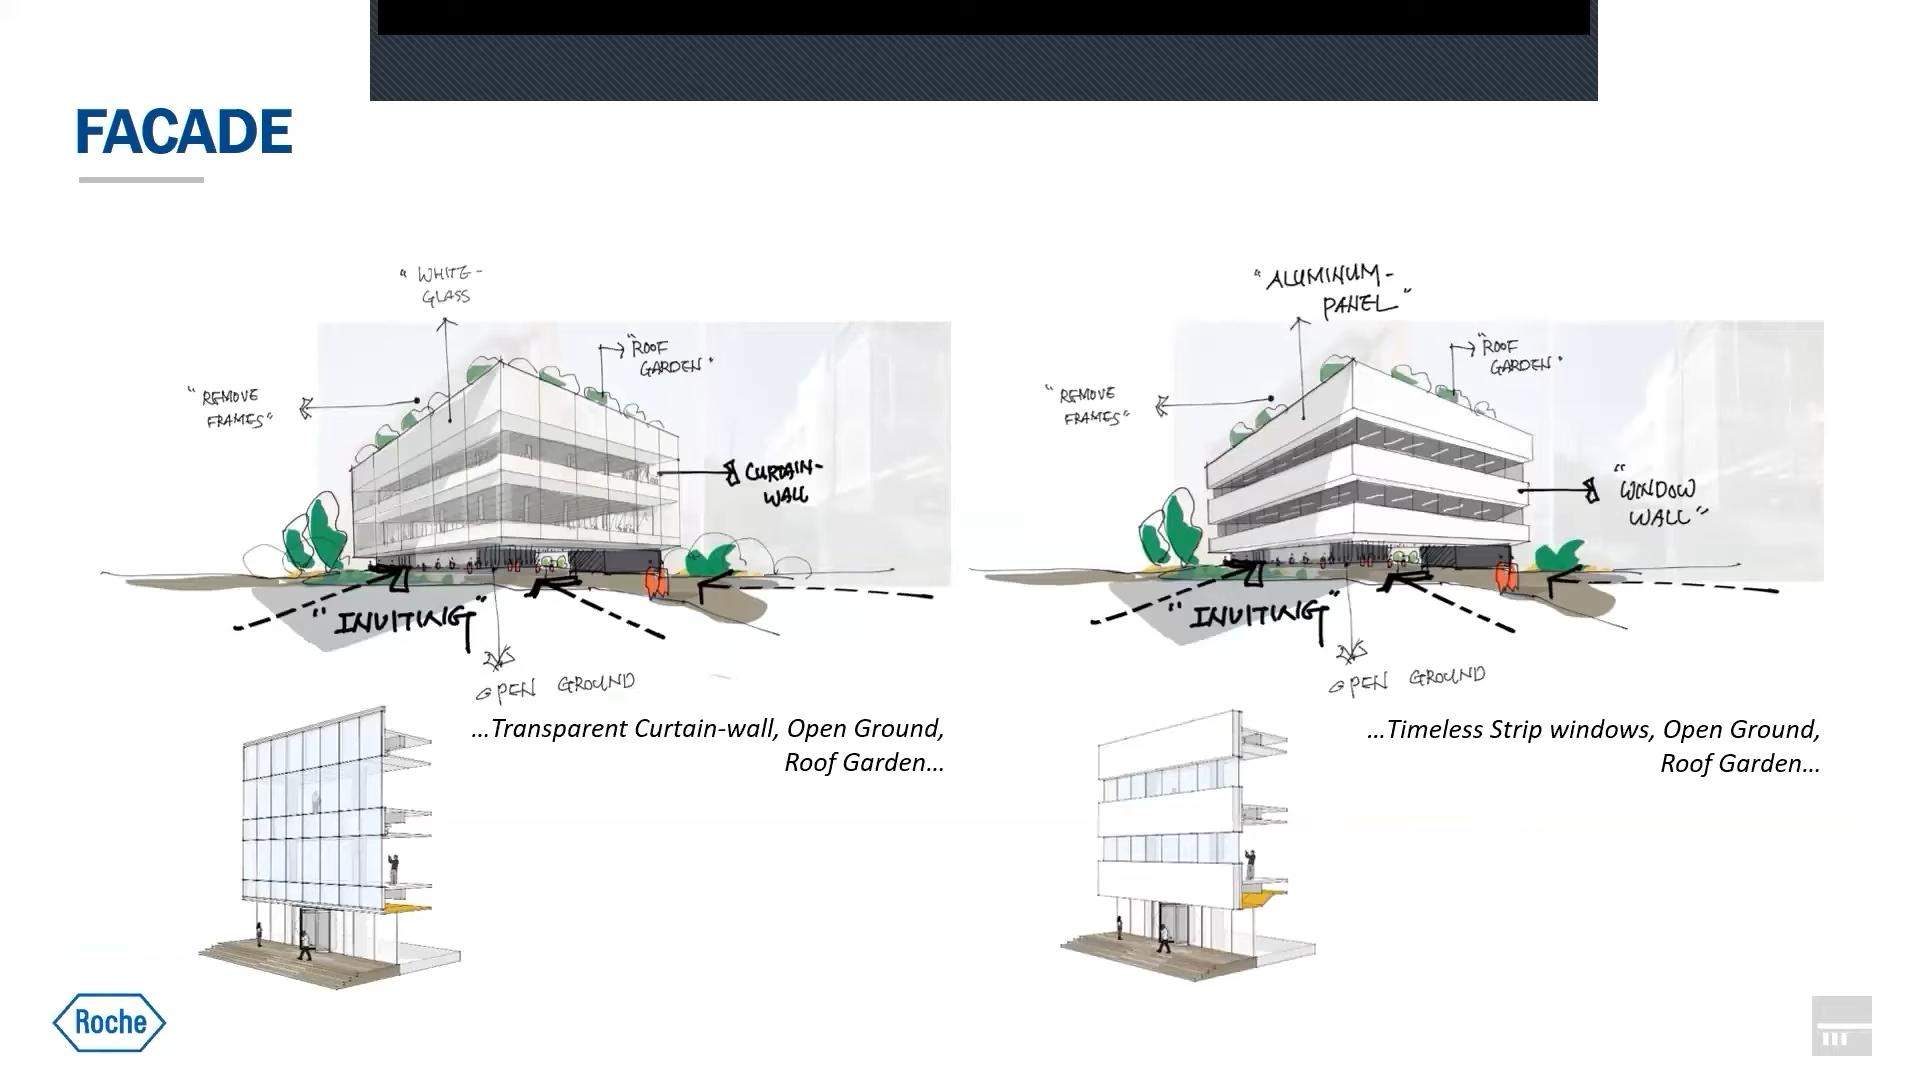 FACADE
"WHITE-
GLASS
"ROOF
GARDEN"
"REMOVE
FRAMES"
CURTAIN-
WALL
"INVITING"
OPEN GROUND
…Transparent Curtain-wall, Open Ground,
Roof Garden…
"ALUMINUM-
PANEL"
"ROOF
GARDEN"
"REMOVE
FRAMES"
"WINDOW
WALL"
"INVITING"
OPEN GROUND
…Timeless Strip windows, Open Ground,
Roof Garden…
Roche